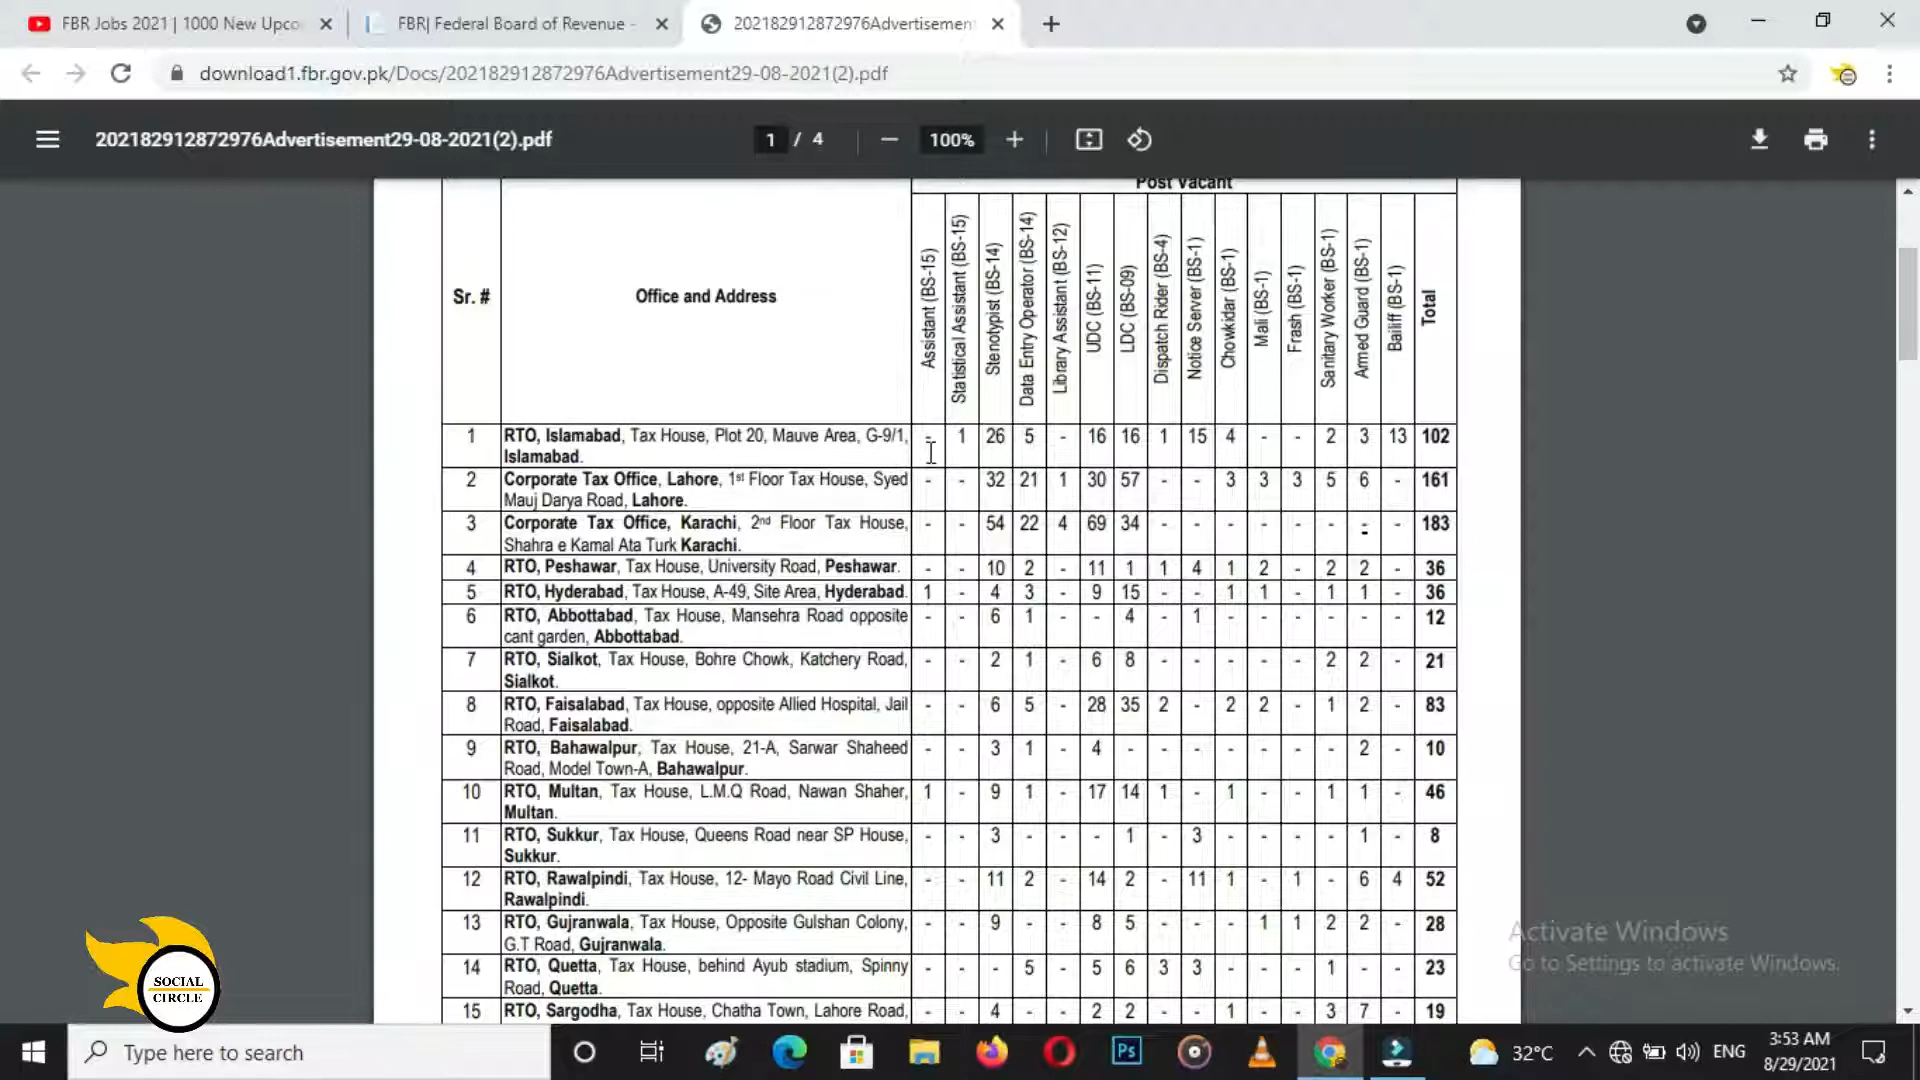 FBR Jobs 2021 | 1000 New Upco
FBR| Federal Board of Revenue -
202182912872976Advertisement
download1.fbr.gov.pk/Docs/202182912872976Advertisement29-08-2021(2).pdf
202182912872976Advertisement29-08-2021(2).pdf
1 / 4
100%
Post Vacant
Sr. # Office and Address Assistant (BS-15) Statistical Assistant (BS-15) Stenotypist (BS-14) Data Entry Operator (BS-14) Library Assistant (BS-12) UDC (BS-11) LDC (BS-09) Dispatch Rider (BS-4) Notice Server (BS-1) Chowkidar (BS-1) Mali (BS-1) Frash (BS-1) Sanitary Worker (BS-1) Armed Guard (BS-1) Bailiff (BS-1) Total
1 RTO, Islamabad, Tax House, Plot 20, Mauve Area, G-9/1, - 1 26 5 - 16 16 1 15 4 - - 2 3 13 102
Islamabad.
2 Corporate Tax Office, Lahore, 1st Floor Tax House, Syed - - 32 21 1 30 57 - - 3 3 3 5 6 - 161
Mauj Darya Road, Lahore.
3 Corporate Tax Office, Karachi, 2nd Floor Tax House, - - 54 22 4 69 34 - - - - - - - - 183
Shahra e Kamal Ata Turk Karachi.
4 RTO, Peshawar, Tax House, University Road, Peshawar. - - 10 2 - 11 1 1 4 1 2 - 2 2 - 36
5 RTO, Hyderabad, Tax House, A-49, Site Area, Hyderabad. 1 - 4 3 - 9 15 - - 1 1 - 1 1 - 36
6 RTO, Abbottabad, Tax House, Mansehra Road opposite - - 6 1 - - 4 - 1 - - - - - - 12
cant garden, Abbottabad.
7 RTO, Sialkot, Tax House, Bohre Chowk, Katchery Road, - - 2 1 - 6 8 - - - - - 2 2 - 21
Sialkot.
8 RTO, Faisalabad, Tax House, opposite Allied Hospital, Jail - - 6 5 - 28 35 2 - 2 2 - 1 2 - 83
Road, Faisalabad.
9 RTO, Bahawalpur, Tax House, 21-A, Sarwar Shaheed - - 3 1 - 4 - - - - - - - 2 - 10
Road, Model Town-A, Bahawalpur.
10 RTO, Multan, Tax House, L.M.Q Road, Nawan Shaher, 1 - 9 1 - 17 14 1 - 1 - - 1 1 - 46
Multan.
11 RTO, Sukkur, Tax House, Queens Road near SP House, - - 3 - - - 1 - 3 - - - - 1 - 8
Sukkur.
12 RTO, Rawalpindi, Tax House, 12- Mayo Road Civil Line, - - 11 2 - 14 2 - 11 1 - 1 - 6 4 52
Rawalpindi.
13 RTO, Gujranwala, Tax House, Opposite Gulshan Colony, - - 9 - - 8 5 - - - 1 1 2 2 - 28
G.T Road, Gujranwala.
14 RTO, Quetta, Tax House, behind Ayub stadium, Spinny - - - 5 - 5 6 3 3 - - - 1 - - 23
Road, Quetta.
15 RTO, Sargodha, Tax House, Chatha Town, Lahore Road, - - 4 - - 2 2 - - 1 - - 3 7 - 19
Activate Windows
Go to Settings to activate Windows.
SOCIAL
CIRCLE
Type here to search
Ps
32°C
ENG
3:53 AM
8/29/2021